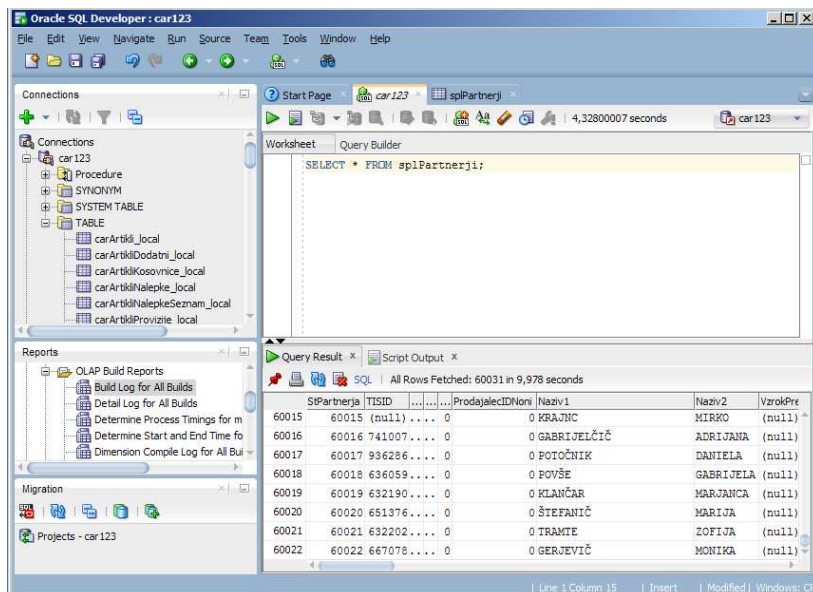 Oracle SQL Developer : car123
File Edit View Navigate Run Source Team Tools Window Help
Connections
Connections
car123
Procedure
SYNONYM
SYSTEM TABLE
TABLE
carArtikli_local
carArtikliDodatni_local
carArtikliKosovnice_local
carArtikliNalepke_local
carArtikliNalepkeSeznam_local
carArtikliProvizije_local
Reports
OLAP Build Reports
Build Log for All Builds
Detail Log for All Builds
Determine Process Timings for m
Determine Start and End Time fo
Dimension Compile Log for All Bui
Migration
Projects - car123
Start Page car123 splPartnerji
4,32800007 seconds car123
Worksheet Query Builder
SELECT * FROM splPartnerji;
Query Result x Script Output x
SQL | All Rows Fetched: 60031 in 9,978 seconds
StPartnerja TISID ... ... ... ProdajalecIDNoni Naziv1 Naziv2 VzrokPre
60015 60015 (null) .... 0 0 KRAJNC MIRKO (null)
60016 60016 741007.... 0 0 GABRIJELČIČ ADRIJANA (null)
60017 60017 936286.... 0 0 POTOČNIK DANIELA (null)
60018 60018 636059.... 0 0 POVŠE GABRIJELA (null)
60019 60019 632190.... 0 0 KLANČAR MARJANCA (null)
60020 60020 651376.... 0 0 ŠTEFANIČ MARIJA (null)
60021 60021 632202.... 0 0 TRAMTE ZOFIJA (null)
60022 60022 667078.... 0 0 GERJEVIČ MONIKA (null)
Line 1 Column 15 | Insert | Modified | Windows: CR